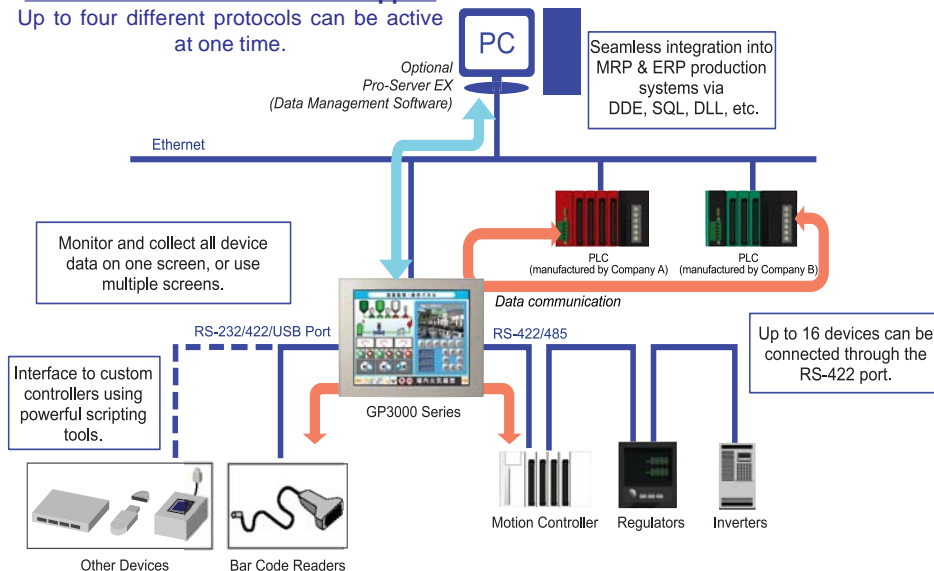 Up to four different protocols can be active
at one time.
PC
Optional
Pro-Server EX
(Data Management Software)
Seamless integration into
MRP & ERP production
systems via
DDE, SQL, DLL, etc.
Ethernet
Monitor and collect all device
data on one screen, or use
multiple screens.
PLC
(manufactured by Company A)
PLC
(manufactured by Company B)
Data communication
RS-232/422/USB Port
RS-422/485
Up to 16 devices can be
connected through the
RS-422 port.
Interface to custom
controllers using
powerful scripting
tools.
GP3000 Series
Motion Controller
Regulators
Inverters
Other Devices
Bar Code Readers